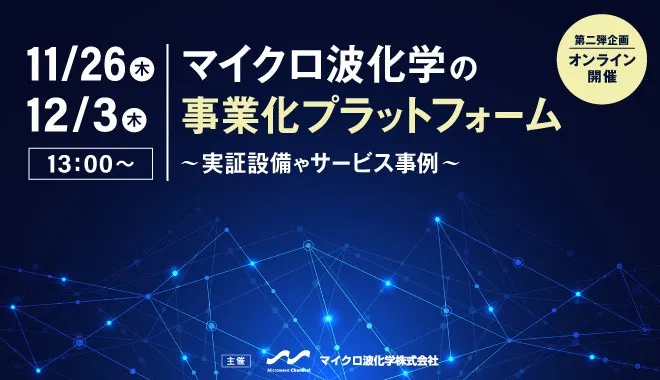 11/26木
12/3木
13:00～
マイクロ波化学の
事業化プラットフォーム
～実証設備やサービス事例～
第二弾企画
オンライン
開催
主催
Microwave Chemical
マイクロ波化学株式会社